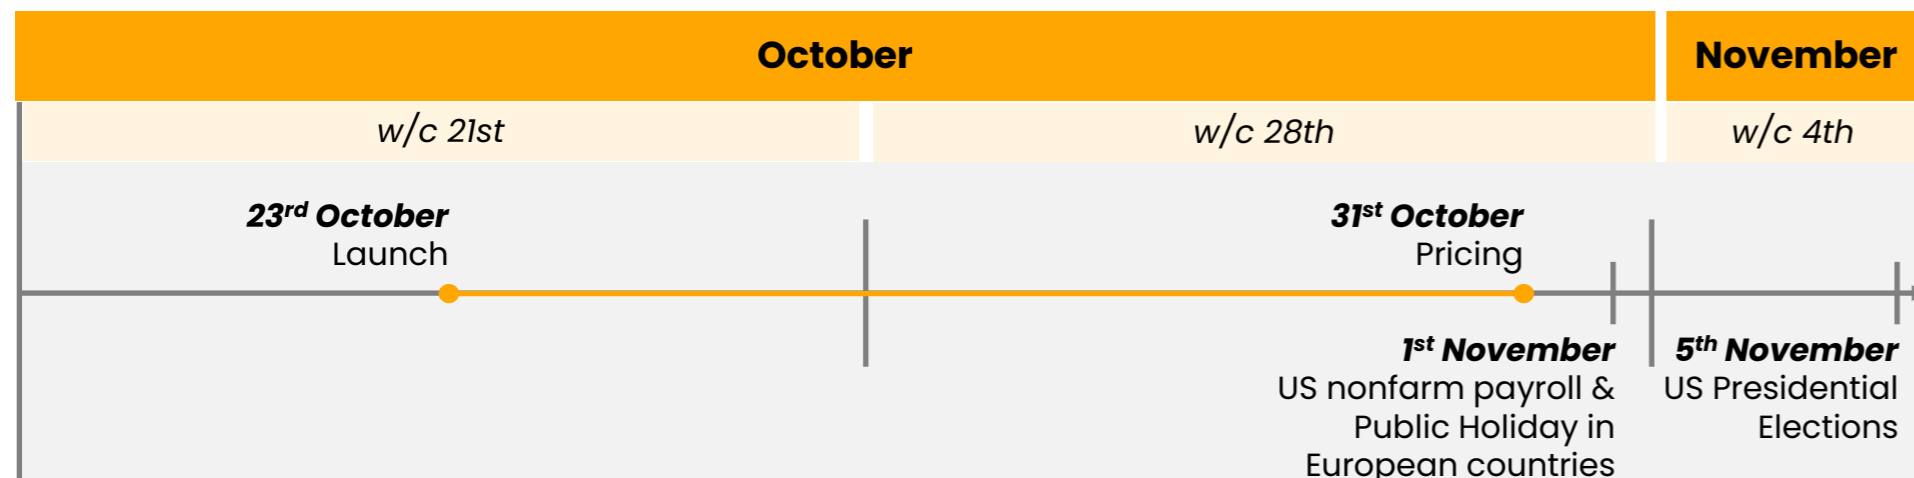 October
November
w/c 21st
w/c 28th
w/c 4th
23rd October
Launch
31st October
Pricing
1st November
US nonfarm payroll &
Public Holiday in
European countries
5th November
US Presidential
Elections